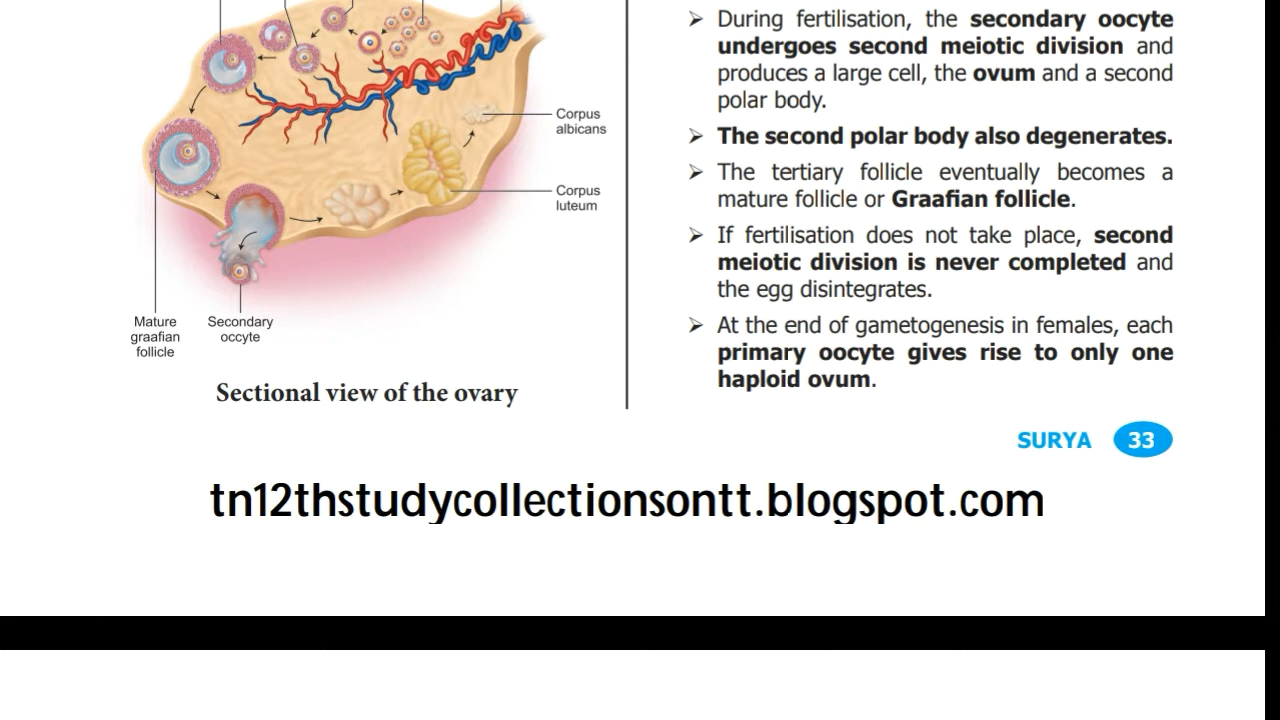 Corpus
albicans
Corpus
luteum
Mature
graafian
follicle
Secondary
occyte
Sectional view of the ovary
➢ During fertilisation, the secondary oocyte
undergoes second meiotic division and
produces a large cell, the ovum and a second
polar body.
➢ The second polar body also degenerates.
➢ The tertiary follicle eventually becomes a
mature follicle or Graafian follicle.
➢ If fertilisation does not take place, second
meiotic division is never completed and
the egg disintegrates.
➢ At the end of gametogenesis in females, each
primary oocyte gives rise to only one
haploid ovum.
SURYA 33
tn12thstudycollectionsontt.blogspot.com